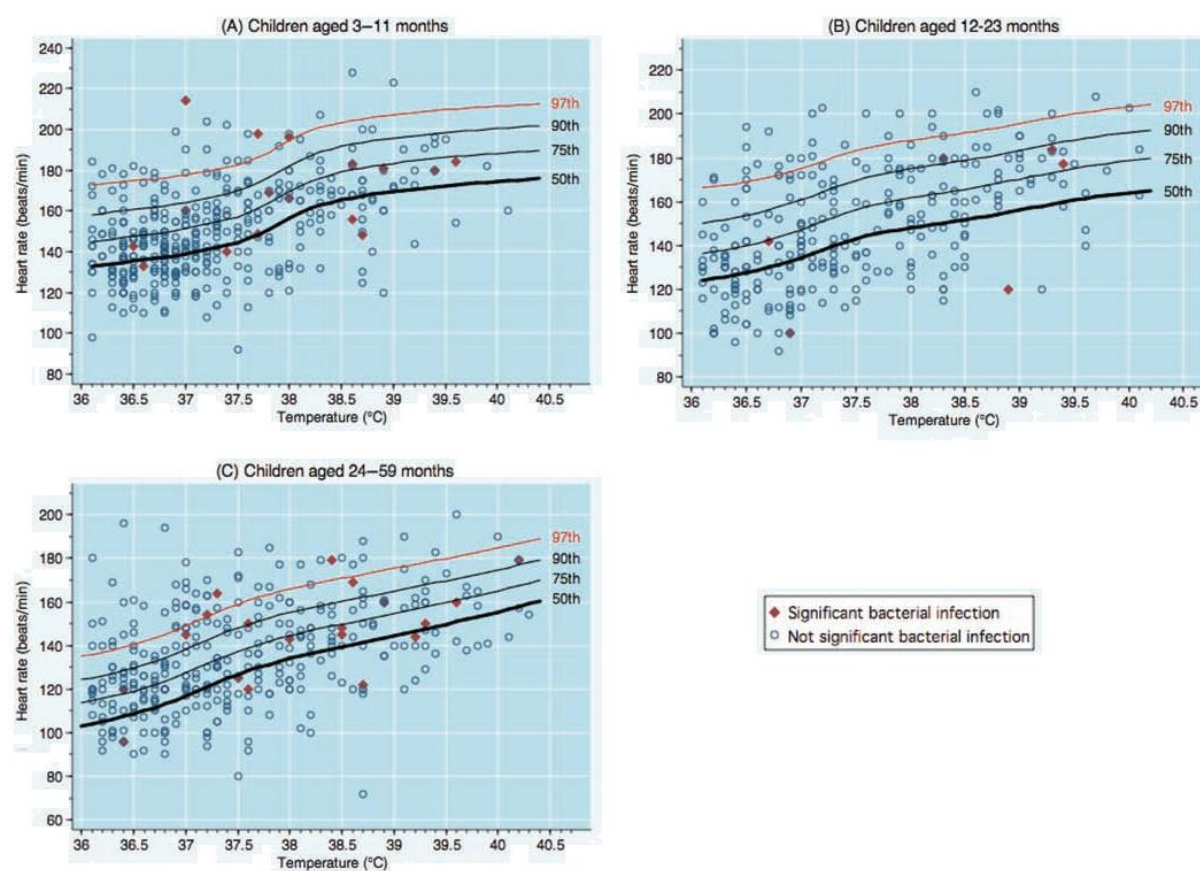 (A) Children aged 3–11 months
240
220
200
180
160
140
120
100
80
Heart rate (beats/min)
97th
90th
75th
50th
36 36.5 37 37.5 38 38.5 39 39.5 40 40.5
Temperature (°C)
(B) Children aged 12-23 months
220
200
180
160
140
120
100
80
Heart rate (beats/min)
97th
90th
75th
50th
36 36.5 37 37.5 38 38.5 39 39.5 40 40.5
Temperature (°C)
(C) Children aged 24–59 months
200
180
160
140
120
100
80
60
Heart rate (beats/min)
97th
90th
75th
50th
36 36.5 37 37.5 38 38.5 39 39.5 40 40.5
Temperature (°C)
Significant bacterial infection
Not significant bacterial infection